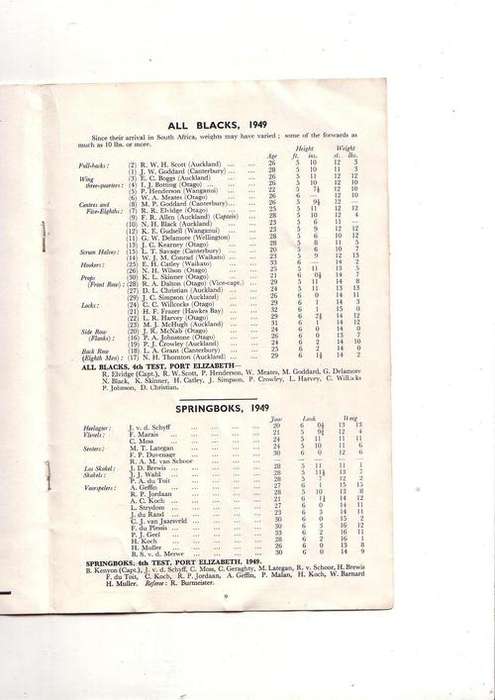 ALL BLACKS, 1949
Since their arrival in South Africa, weights may have varied ; some of the forwards as
much as 10 lbs. or more.
Height Weight
Age ft. ins. st. lbs.
Full-backs : (2) R. W. H. Scott (Auckland) ... ... 26 5 10 12 3
(1) J. W. Goddard (Canterbury) ... 28 5 10 11 3
Wing (3) E. C. Boggs (Auckland) ... ... 26 5 11 12 12
three-quarters : (4) I. J. Botting (Otago) ... ... 26 5 10 12 10
(5) P. Henderson (Wanganui) ... 22 5 7½ 12 10
(6) W. A. Meates (Otago) ... ... 26 6 — 12 10
Centres and (8) M. P. Goddard (Canterbury) ... 26 5 9½ 12 —
Five-Eighths : (7) R. R. Elvidge (Otago) ... ... 25 5 11 12 12
(9) F. R. Allen (Auckland) (Captain) ... 28 5 10 12 4
(10) N. H. Black (Auckland) ... ... 23 5 6 11 —
(12) K. E. Gudsell (Wanganui) ... 25 5 9 12 12
(11) G. W. Delamore (Wellington) ... 28 5 10 12
(13) J. C. Kearney (Otago) ... ... 28 5 8 11 5
Scrum Halves : (15) L. T. Savage (Canterbury) ... 20 5 6 10 7
(14) W. J. M. Conrad (Waikato) ... 23 5 9 12 13
Hookers : (25) E. H. Catley (Waikato) ... ... 33 6 — 14 2
(26) N. H. Wilson (Otago) ... ... 25 5 11 13 5
Props (30) K. L. Skinner (Otago) ... ... 21 6 0½ 14 7
(Front Row) : (28) R. A. Dalton (Otago) (Vice-capt.) 29 5 11 14 8
(27) D. L. Christian (Auckland) ... 24 5 11 13 13
(29) J. C. Simpson (Auckland) ... 26 6 0 14 11
Locks : (24) C. C. Willcocks (Otago) ... ... 29 6 1 14 3
(21) H. F. Frazer (Hawkes Bay) ... 32 6 1 15 0
(22) L. R. Harvey (Otago) ... ... 29 6 2½ 14 12
(23) M. J. McHugh (Auckland) ... 31 6 1 14 12
Side Row (20) J. R. McNab (Otago) ... ... 24 6 0 14 0
(Flanks) : (16) P. A. Johnstone (Otago) ... ... 26 6 0 13 7
(19) P. J. Crowley (Auckland) ... 24 6 2 14 10
Back Row (18) L. A. Grant (Canterbury) ... 25 6 2 14 0
(Eighth Men) : (17) N. H. Thornton (Auckland) ... 29 6 1½ 14 2
ALL BLACKS, 4th TEST, PORT ELIZABETH—
R. Elvidge (Capt.), R. W. Scott, P. Henderson, W. Meates, M. Goddard, G. Delamore
N. Black, K. Skinner, H. Catley, J. Simpson, P. Crowley, L. Harvey, C. Willcocks
P. Johnson, D. Christian.
SPRINGBOKS, 1949
Jaar Leak Weig
Heelagter : J. v. d. Schyff ... ... ... 20 6 0½ 13 13
Vlevels : F. Marais ... ... ... 21 5 9½ 12 4
C. Moss ... ... ... 24 5 11 11 11
Senters : M. T. Lategan ... ... ... 24 5 10 11 6
F. P. Duvenage ... ... ... 30 6 0 12 6
R. A. M. van Schoor ... ... — — — — —
Los Skakel : J. D. Brewis ... ... ... 28 5 11 11 1
Skakels : J. J. Wahl ... ... ... 28 5 11½ 13 7
P. A. du Toit ... ... ... 28 5 7 12 2
Voorspelers : A. Geffin ... ... ... 27 6 1 15 13
R. P. Jordaan ... ... ... 28 5 10 13 8
A. C. Koch ... ... ... 21 6 1½ 14 12
L. Strydom ... ... ... 27 6 0 14 11
J. du Rand ... ... ... 23 6 3 14 11
C. J. van Jaarsveld ... ... 30 6 0 15 2
F. du Plessis ... ... ... 30 6 3 16 12
P. J. Geel ... ... ... 33 6 2 14 11
H. Koch ... ... ... 28 6 2 16 1
H. Muller ... ... ... 26 6 0 13 8
B. S. v. d. Merwe ... ... ... 30 6 0 14 9
SPRINGBOKS, 4th TEST, PORT ELIZABETH, 1949.
B. Kenyon (Capt.), J. v. d. Schyff, C. Moss, C. Geraghty, M. Lategan, R. v. Schoor, H. Brewis
F. du Toit, C. Koch, R. P. Jordaan, A. Geffin, P. Malan, H. Koch, W. Barnard
H. Muller. Referee : R. Burmeister.
9